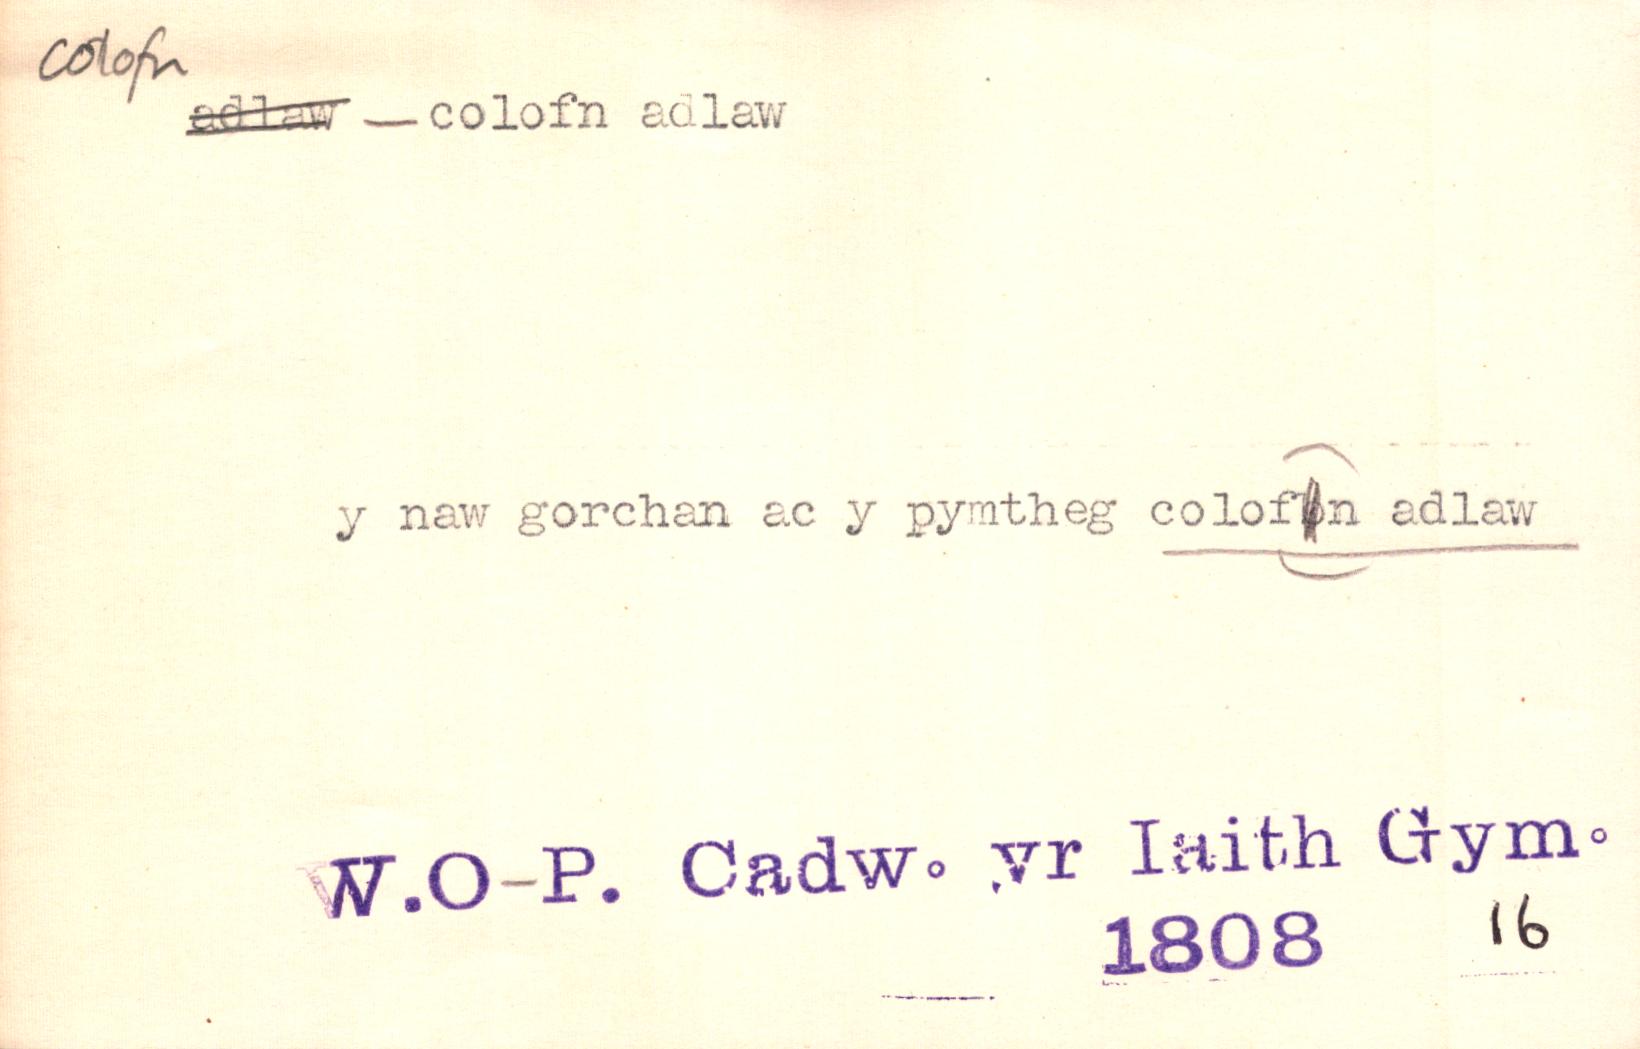 colofn
adlaw — colofn adlaw
y naw gorchan ac y pymtheg colofn adlaw
W.O-P. Cadw. yr Iaith Gym.
1808 16